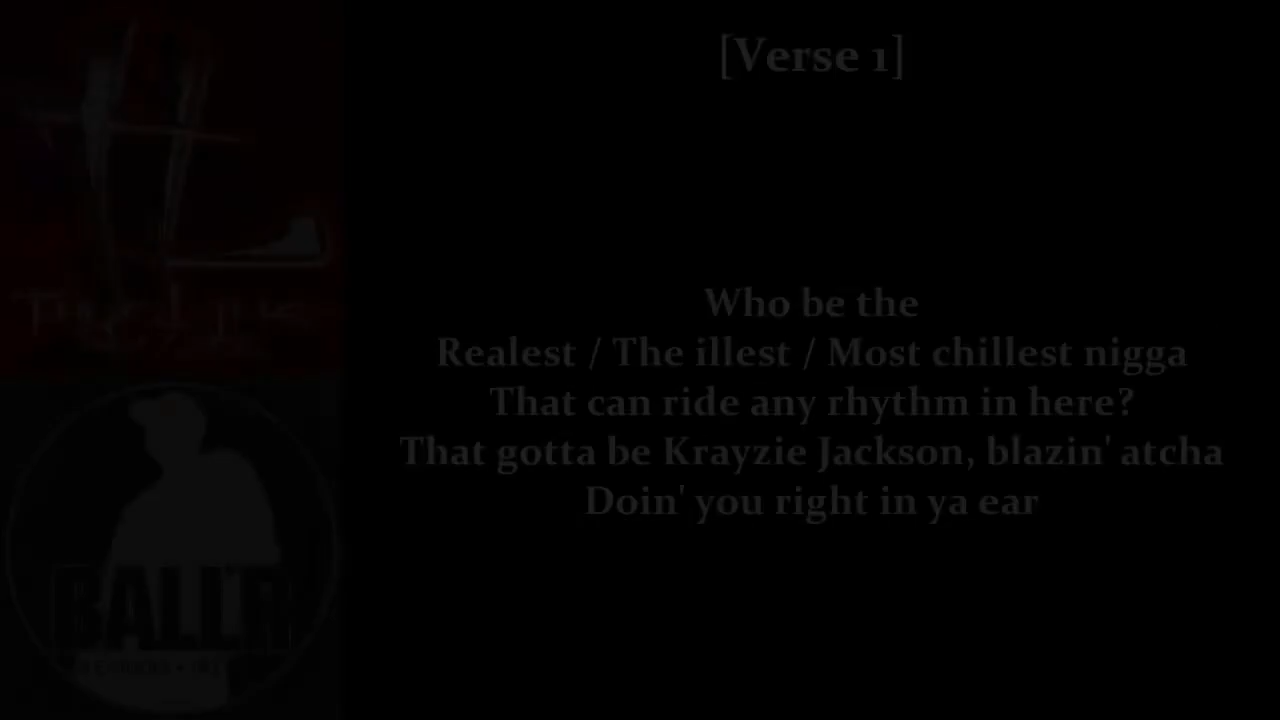 [Verse 1]
Who be the
Realest / The illest / Most chillest nigga
That can ride any rhythm in here?
That gotta be Krayzie Jackson, blazin' atcha
Doin' you right in ya ear
BALL'R